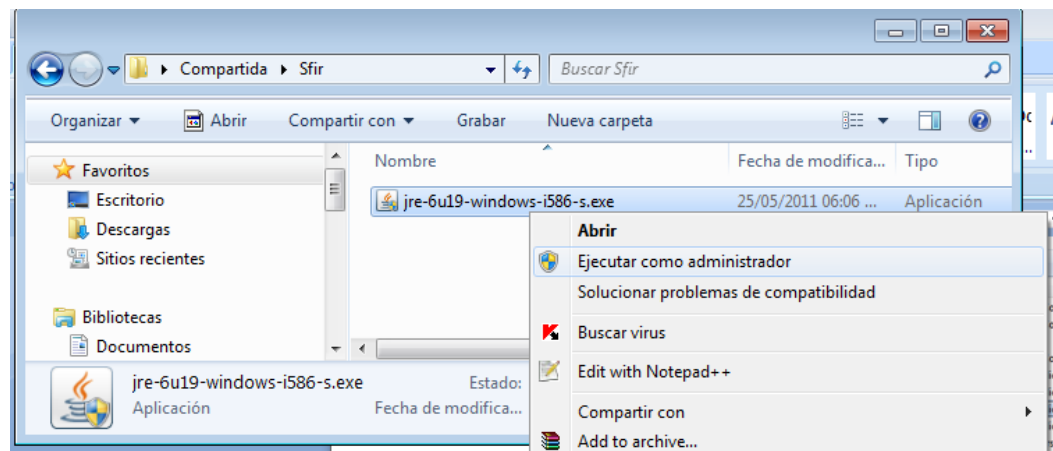 Compartida Sfir
Buscar Sfir
Organizar Abrir Compartir con Grabar Nueva carpeta
Nombre Fecha de modifica... Tipo
Favoritos
Escritorio
Descargas
Sitios recientes
Bibliotecas
Documentos
jre-6u19-windows-i586-s.exe 25/05/2011 06:06 ... Aplicación
Abrir
Ejecutar como administrador
Solucionar problemas de compatibilidad
Buscar virus
Edit with Notepad++
Compartir con
Add to archive...
jre-6u19-windows-i586-s.exe Estado:
Aplicación Fecha de modifica...